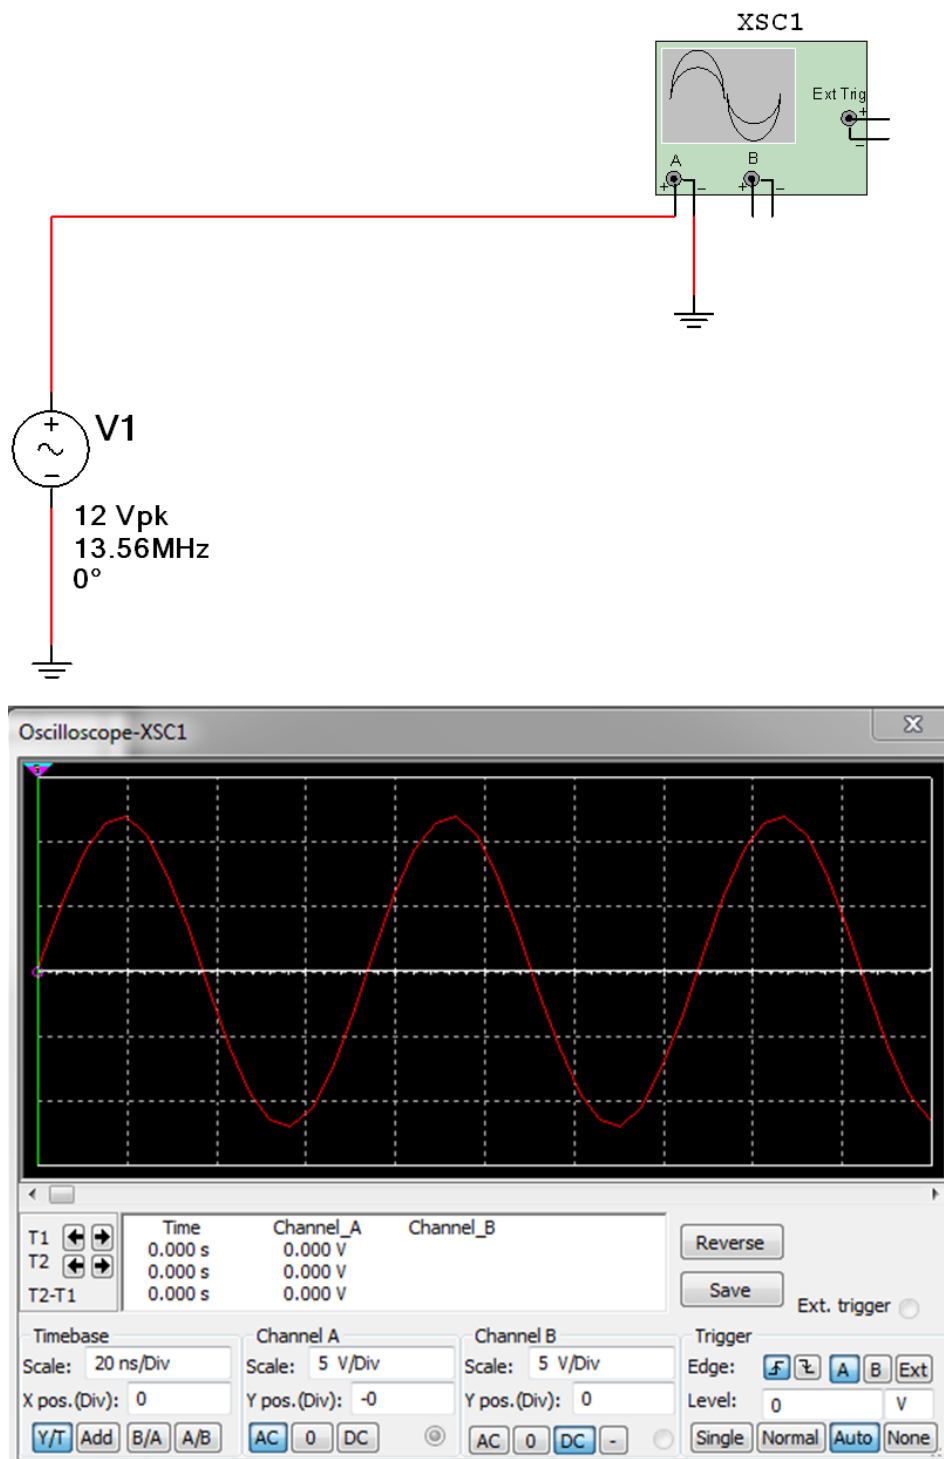 XSC1
Ext Trig
+
−
A
B
+ − + −
+
V1
−
12 Vpk
13.56MHz
0°
Oscilloscope-XSC1
T1
T2
T2-T1
Time Channel_A Channel_B
0.000 s 0.000 V
0.000 s 0.000 V
0.000 s 0.000 V
Reverse
Save
Ext. trigger
Timebase
Scale: 20 ns/Div
X pos.(Div): 0
Y/T Add B/A A/B
Channel A
Scale: 5 V/Div
Y pos.(Div): -0
AC 0 DC
Channel B
Scale: 5 V/Div
Y pos.(Div): 0
AC 0 DC -
Trigger
Edge: A B Ext
Level: 0 V
Single Normal Auto None